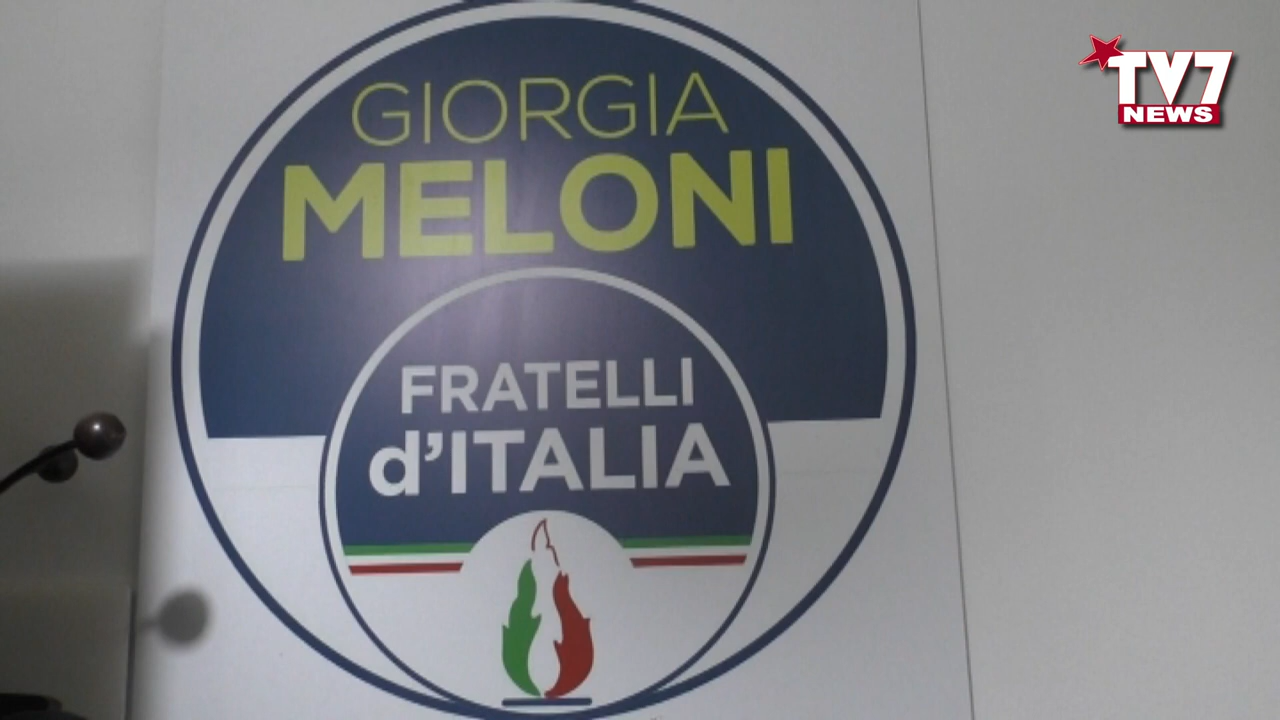 GIORGIA
MELONI
FRATELLI
d'ITALIA
TV7
NEWS